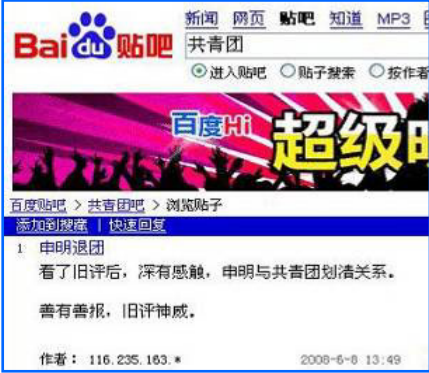 新闻 网页 贴吧 知道 MP3
Bai du 贴吧
共青团
进入贴吧 贴子搜索 按作者
百度Hi 超级
百度贴吧 > 共青团吧 > 浏览贴子
添加到搜藏 | 快速回复
1 申明退团
看了旧评后，深有感触，申明与共青团划清关系。
善有善报，旧评神威。
作者： 116.235.163.* 2008-6-8 13:49